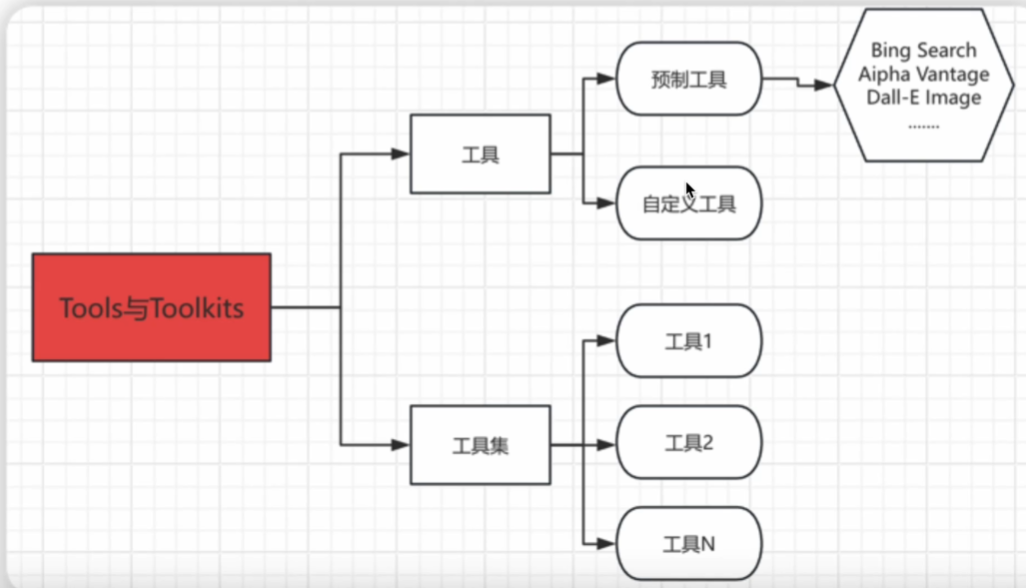 Tools与Toolkits
工具
预制工具
Bing Search
Aipha Vantage
Dall-E Image
.......
自定义工具
工具集
工具1
工具2
工具N